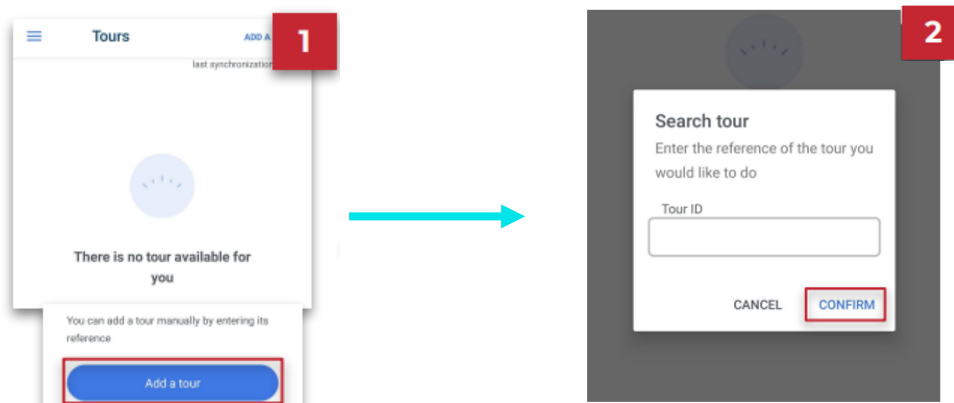 Tours
ADD A
1
last synchronization
There is no tour available for
you
You can add a tour manually by entering its
reference
Add a tour
2
Search tour
Enter the reference of the tour you
would like to do
Tour ID
CANCEL
CONFIRM